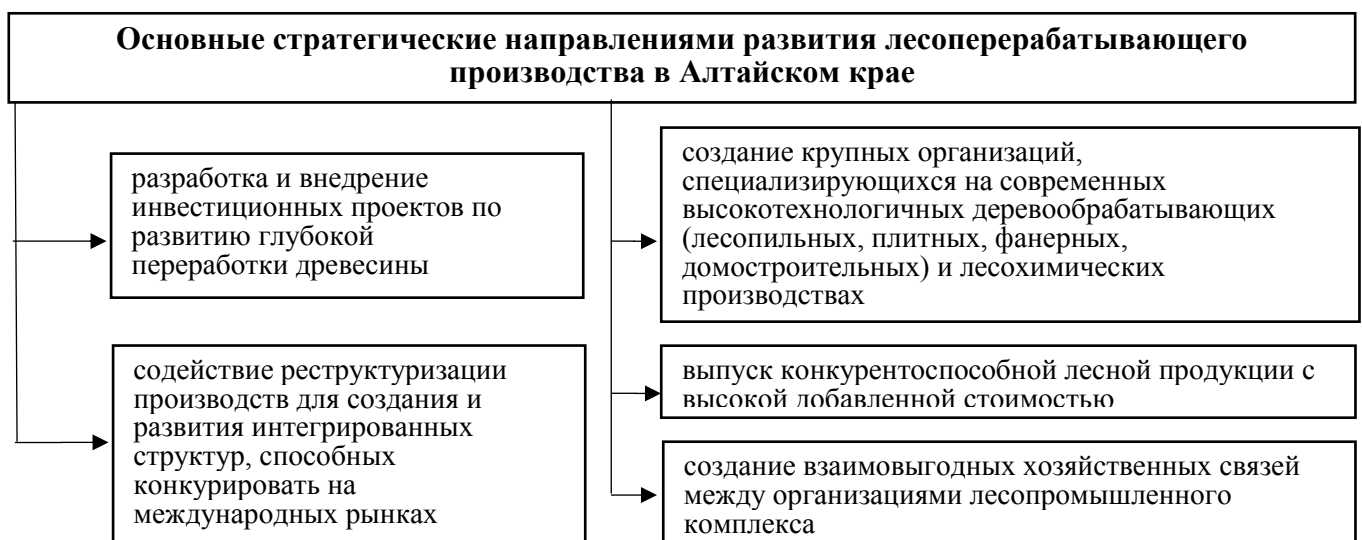 Основные стратегические направлениями развития лесоперерабатывающего
производства в Алтайском крае
разработка и внедрение
инвестиционных проектов по
развитию глубокой
переработки древесины
содействие реструктуризации
производств для создания и
развития интегрированных
структур, способных
конкурировать на
международных рынках
создание крупных организаций,
специализирующихся на современных
высокотехнологичных деревообрабатывающих
(лесопильных, плитных, фанерных,
домостроительных) и лесохимических
производствах
выпуск конкурентоспособной лесной продукции с
высокой добавленной стоимостью
создание взаимовыгодных хозяйственных связей
между организациями лесопромышленного
комплекса